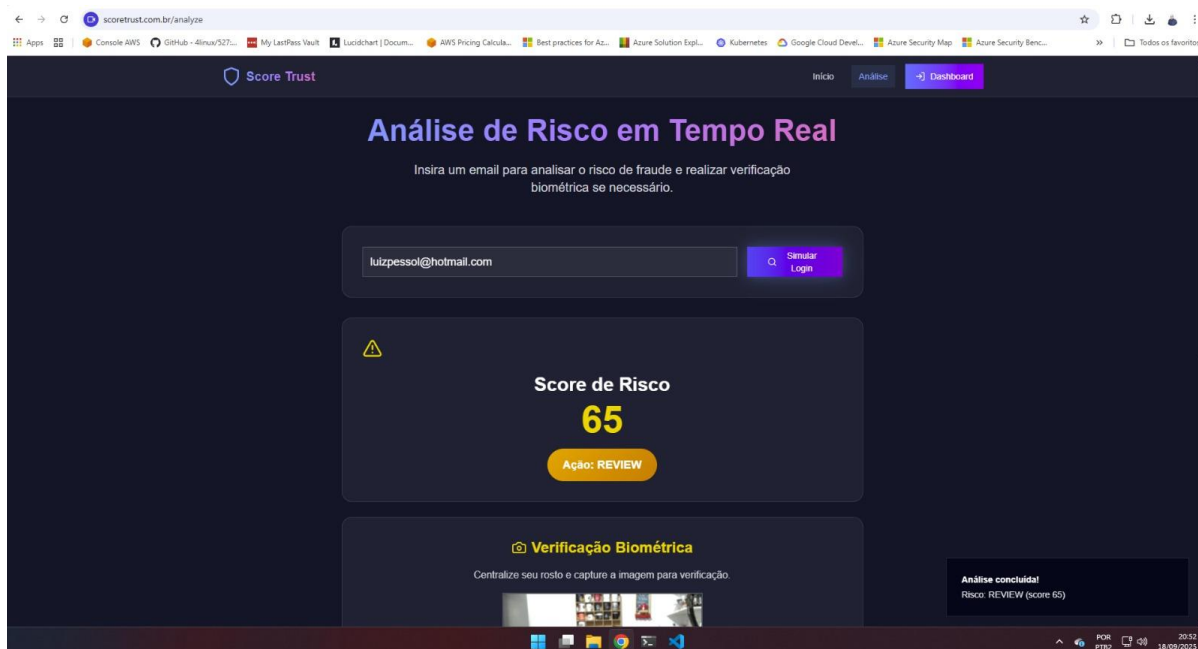 scoretrust.com.br/analyze
Apps
Console AWS
GitHub - 4linux/527:...
My LastPass Vault
Lucidchart | Docum...
AWS Pricing Calcula...
Best practices for Az...
Azure Solution Expl...
Kubernetes
Google Cloud Devel...
Azure Security Map
Azure Security Benc...
»
Todos os favoritos
Score Trust
Início
Análise
Dashboard
Análise de Risco em Tempo Real
Insira um email para analisar o risco de fraude e realizar verificação
biométrica se necessário.
luizpessol@hotmail.com
Simular
Login
Score de Risco
65
Ação: REVIEW
Verificação Biométrica
Centralize seu rosto e capture a imagem para verificação.
Análise concluída!
Risco: REVIEW (score 65)
POR
PTB2
20:52
18/09/2025